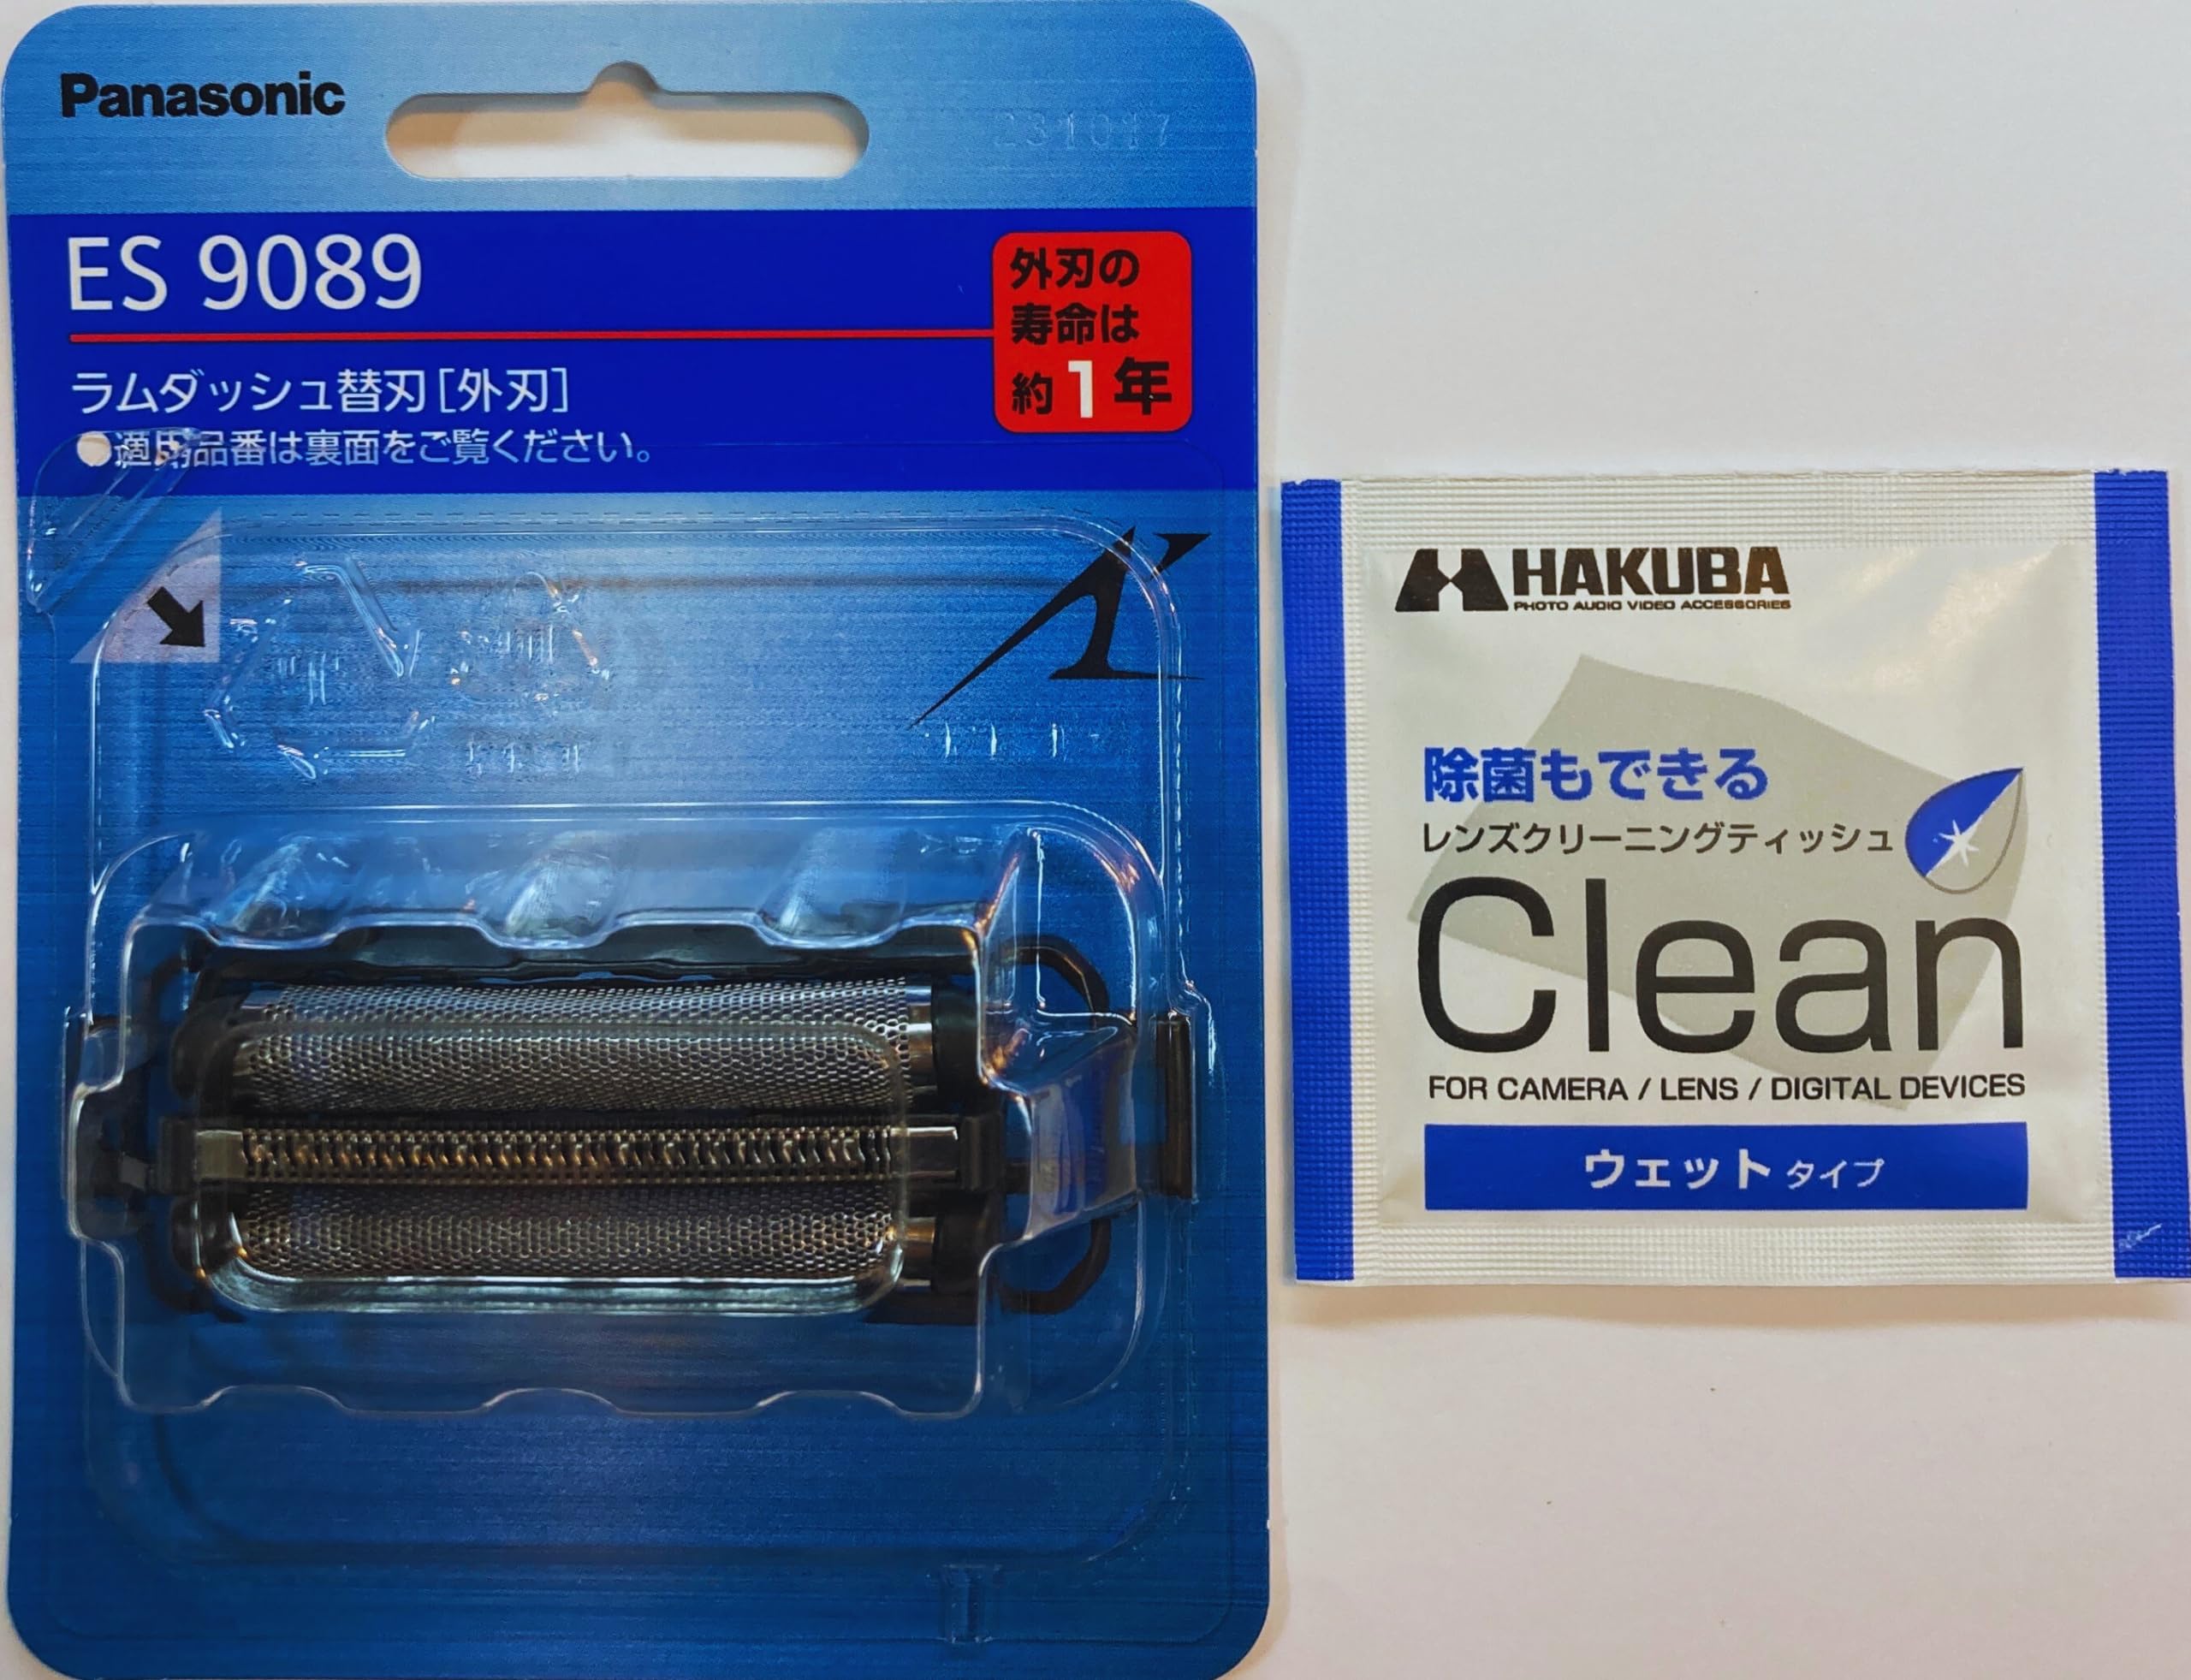 Panasonic
231017
ES 9089
外刃の
寿命は
約1年
ラムダッシュ替刃[外刃]
●適用品番は裏面をご覧ください。
HAKUBA
PHOTO AUDIO VIDEO ACCESSORIES
除菌もできる
レンズクリーニングティッシュ
Clean
FOR CAMERA / LENS / DIGITAL DEVICES
ウェットタイプ